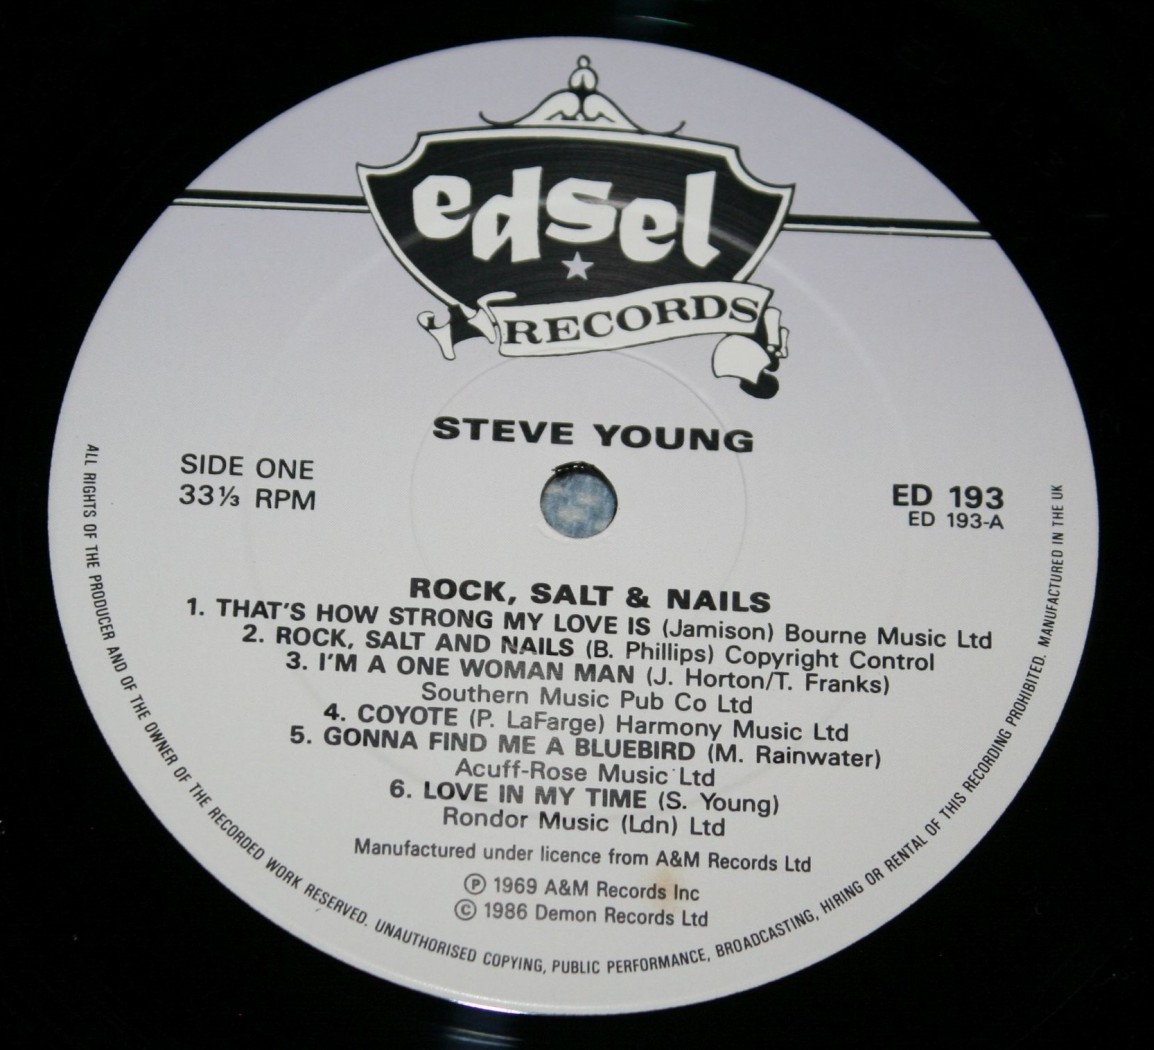 edsel
RECORDS
STEVE YOUNG
SIDE ONE
33⅓ RPM
ED 193
ED 193-A
ROCK, SALT & NAILS
1. THAT'S HOW STRONG MY LOVE IS (Jamison) Bourne Music Ltd
2. ROCK, SALT AND NAILS (B. Phillips) Copyright Control
3. I'M A ONE WOMAN MAN (J. Horton/T. Franks)
Southern Music Pub Co Ltd
4. COYOTE (P. LaFarge) Harmony Music Ltd
5. GONNA FIND ME A BLUEBIRD (M. Rainwater)
Acuff-Rose Music Ltd
6. LOVE IN MY TIME (S. Young)
Rondor Music (Ldn) Ltd
Manufactured under licence from A&M Records Ltd
Ⓟ 1969 A&M Records Inc
© 1986 Demon Records Ltd
ALL RIGHTS OF THE PRODUCER AND OF THE OWNER OF THE RECORDED WORK RESERVED. UNAUTHORISED COPYING, PUBLIC PERFORMANCE, BROADCASTING, HIRING OR RENTAL OF THIS RECORDING PROHIBITED. MANUFACTURED IN THE UK